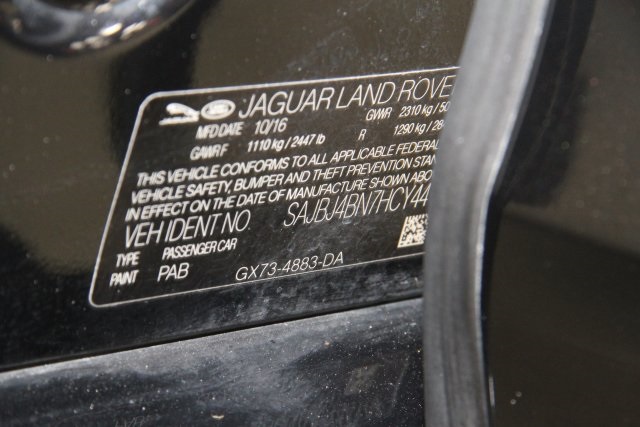 JAGUAR LAND ROVE
MFD.DATE 10/16 GVWR 2310 kg / 50
GAWR F 1110 kg / 2447 lb R 1290 kg / 28
THIS VEHICLE CONFORMS TO ALL APPLICABLE FEDERAL
VEHICLE SAFETY, BUMPER AND THEFT PREVENTION STAN
IN EFFECT ON THE DATE OF MANUFACTURE SHOWN ABO
VEH IDENT NO. SAJBJ4BN7HCY44
TYPE PASSENGER CAR
PAINT PAB GX73-4883-DA